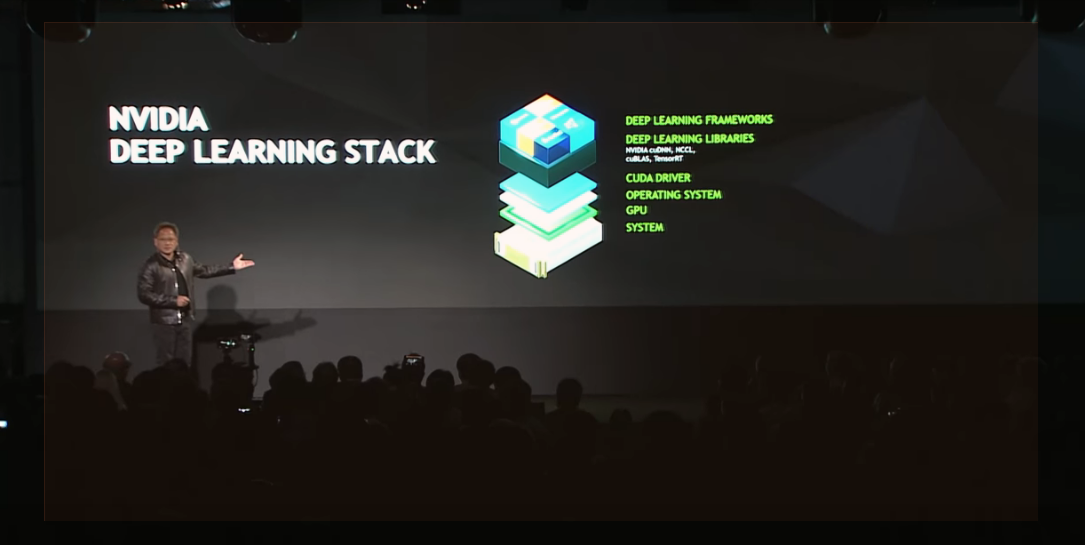 NVIDIA
DEEP LEARNING STACK
DEEP LEARNING FRAMEWORKS
DEEP LEARNING LIBRARIES
NVIDIA cuDNN, NCCL,
cuBLAS, TensorRT
CUDA DRIVER
OPERATING SYSTEM
GPU
SYSTEM